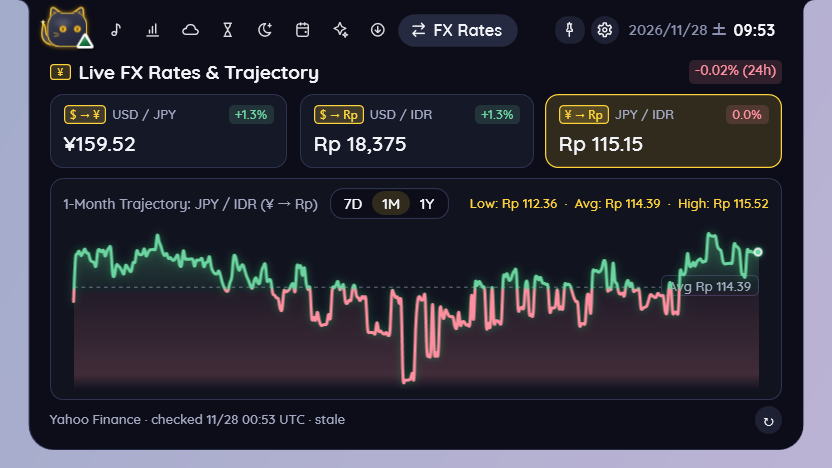 FX Rates
2026/11/28 土 09:53
¥ Live FX Rates & Trajectory
-0.02% (24h)
$ → ¥ USD / JPY +1.3%
¥159.52
$ → Rp USD / IDR +1.3%
Rp 18,375
¥ → Rp JPY / IDR 0.0%
Rp 115.15
1-Month Trajectory: JPY / IDR (¥ → Rp)
7D 1M 1Y
Low: Rp 112.36 · Avg: Rp 114.39 · High: Rp 115.52
Avg Rp 114.39
Yahoo Finance · checked 11/28 00:53 UTC · stale